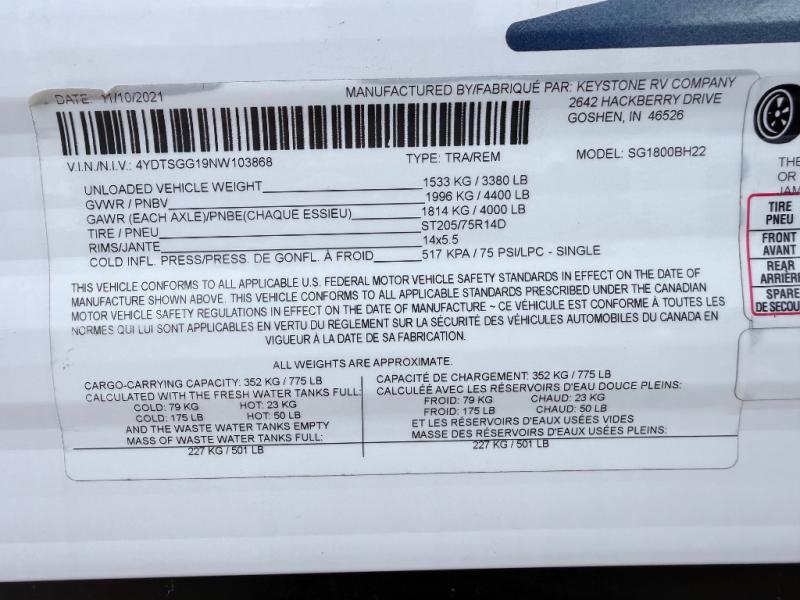 DATE: 11/10/2021
MANUFACTURED BY/FABRIQUÉ PAR: KEYSTONE RV COMPANY
2642 HACKBERRY DRIVE
GOSHEN, IN 46526
V.I.N./N.I.V.: 4YDTSGG19NW103868
TYPE: TRA/REM
MODEL: SG1800BH22
UNLOADED VEHICLE WEIGHT 1533 KG / 3380 LB
GVWR / PNBV 1996 KG / 4400 LB
GAWR (EACH AXLE)/PNBE(CHAQUE ESSIEU) 1814 KG / 4000 LB
TIRE / PNEU ST205/75R14D
RIMS/JANTE 14x5.5
COLD INFL. PRESS/PRESS. DE GONFL. À FROID 517 KPA / 75 PSI/LPC - SINGLE
THIS VEHICLE CONFORMS TO ALL APPLICABLE U.S. FEDERAL MOTOR VEHICLE SAFETY STANDARDS IN EFFECT ON THE DATE OF
MANUFACTURE SHOWN ABOVE. THIS VEHICLE CONFORMS TO ALL APPLICABLE STANDARDS PRESCRIBED UNDER THE CANADIAN
MOTOR VEHICLE SAFETY REGULATIONS IN EFFECT ON THE DATE OF MANUFACTURE ~ CE VÉHICULE EST CONFORME À TOUTES LES
NORMES QUI LUI SONT APPLICABLES EN VERTU DU RÈGLEMENT SUR LA SÉCURITÉ DES VÉHICULES AUTOMOBILES DU CANADA EN
VIGUEUR À LA DATE DE SA FABRICATION.
ALL WEIGHTS ARE APPROXIMATE.
CARGO-CARRYING CAPACITY: 352 KG / 775 LB
CALCULATED WITH THE FRESH WATER TANKS FULL:
COLD: 79 KG HOT: 23 KG
COLD: 175 LB HOT: 50 LB
AND THE WASTE WATER TANKS EMPTY
MASS OF WASTE WATER TANKS FULL:
227 KG / 501 LB
CAPACITÉ DE CHARGEMENT: 352 KG / 775 LB
CALCULÉE AVEC LES RÉSERVOIRS D'EAU DOUCE PLEINS:
FROID: 79 KG CHAUD: 23 KG
FROID: 175 LB CHAUD: 50 LB
ET LES RÉSERVOIRS D'EAUX USÉES VIDES
MASSE DES RÉSERVOIRS D'EAUX USÉES PLEINS:
227 KG / 501 LB
THE
OR
TIRE
PNEU
FRONT
AVANT
REAR
ARRIÈRE
SPARE
DE SECOU